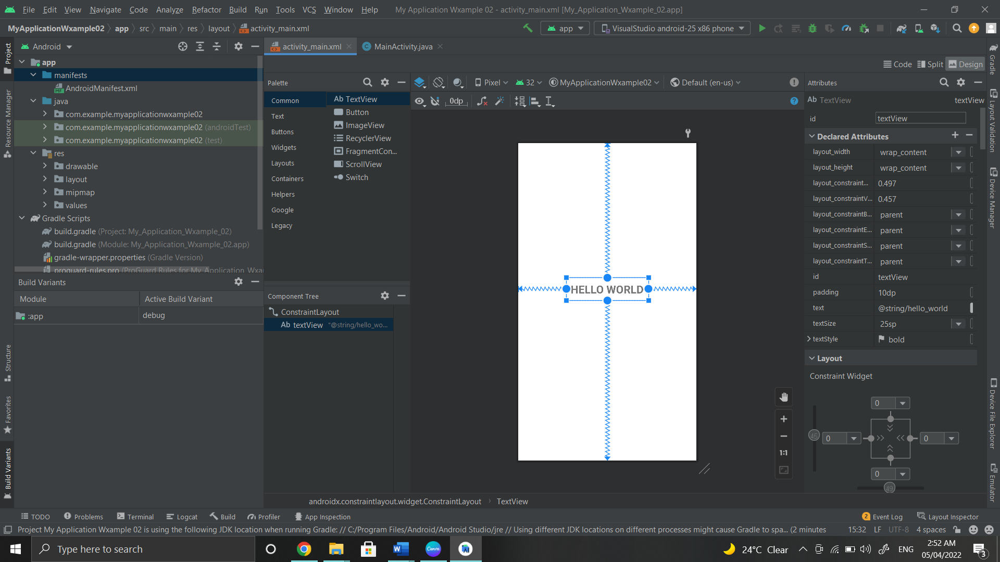 File Edit View Navigate Code Analyze Refactor Build Run Tools VCS Window Help My Application Wxample 02 - activity_main.xml [My_Application_Wxample_02.app]
MyApplicationWxample02 app src main res layout activity_main.xml app VisualStudio android-25 x86 phone
Project
Resource Manager
Structure
Favorites
Build Variants
Android
app
manifests
AndroidManifest.xml
java
com.example.myapplicationwxample02
com.example.myapplicationwxample02 (androidTest)
com.example.myapplicationwxample02 (test)
res
drawable
layout
mipmap
values
Gradle Scripts
build.gradle (Project: My_Application_Wxample_02)
build.gradle (Module: My_Application_Wxample_02.app)
gradle-wrapper.properties (Gradle Version)
proguard-rules.pro (ProGuard Rules for My_Application_Wxa
Build Variants
Module Active Build Variant
:app debug
activity_main.xml MainActivity.java
Code Split Design
Palette
Common
Text
Buttons
Widgets
Layouts
Containers
Helpers
Google
Legacy
Ab TextView
Button
ImageView
RecyclerView
FragmentCon...
ScrollView
Switch
Component Tree
ConstraintLayout
Ab textView "@string/hello_wo...
Pixel 32 MyApplicationWxample02 Default (en-us)
0dp
HELLO WORLD
1:1
Attributes
Ab TextView textView
id textView
Declared Attributes
layout_width wrap_content
layout_height wrap_content
layout_constraint... 0.497
layout_constraintV... 0.457
layout_constraintB... parent
layout_constraintE... parent
layout_constraintS... parent
layout_constraintT... parent
id textView
padding 10dp
text @string/hello_world
textSize 25sp
textStyle bold
Layout
Constraint Widget
0
45 0 0
0
49
Gradle
Layout Validation
Device Manager
Device File Explorer
Emulator
androidx.constraintlayout.widget.ConstraintLayout TextView
TODO Problems Terminal Logcat Build Profiler App Inspection 2 Event Log Layout Inspector
Project My Application Wxample 02 is using the following JDK location when running Gradle: // C:/Program Files/Android/Android Studio/jre // Using different JDK locations on different processes might cause Gradle to spa... (2 minutes 15:32 LF UTF-8 4 spaces
Type here to search W Canva 24°C Clear ENG 2:52 AM
05/04/2022 3